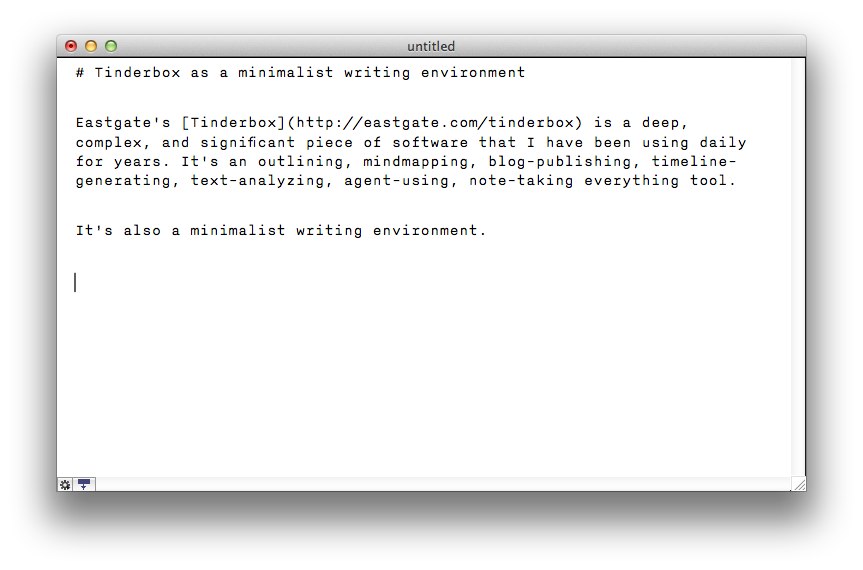 untitled
# Tinderbox as a minimalist writing environment
Eastgate's [Tinderbox](http://eastgate.com/tinderbox) is a deep,
complex, and significant piece of software that I have been using daily
for years. It's an outlining, mindmapping, blog-publishing, timeline-
generating, text-analyzing, agent-using, note-taking everything tool.
It's also a minimalist writing environment.